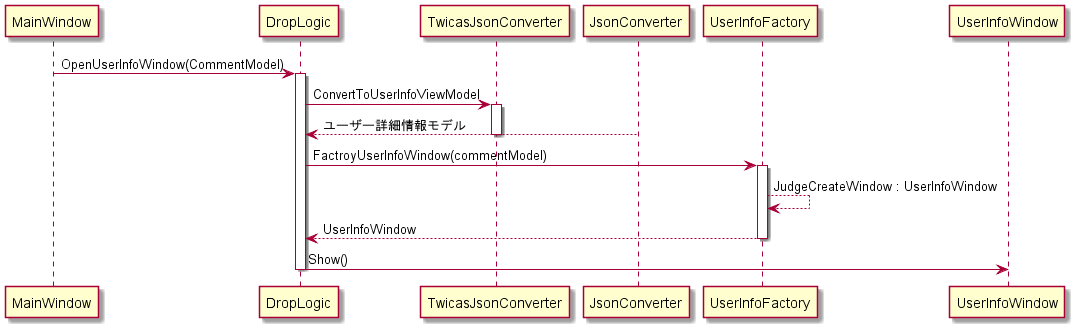 MainWindow DropLogic TwicasJsonConverter JsonConverter UserInfoFactory UserInfoWindow
OpenUserInfoWindow(CommentModel)
ConvertToUserInfoViewModel
ユーザー詳細情報モデル
FactroyUserInfoWindow(commentModel)
JudgeCreateWindow : UserInfoWindow
UserInfoWindow
Show()
MainWindow DropLogic TwicasJsonConverter JsonConverter UserInfoFactory UserInfoWindow